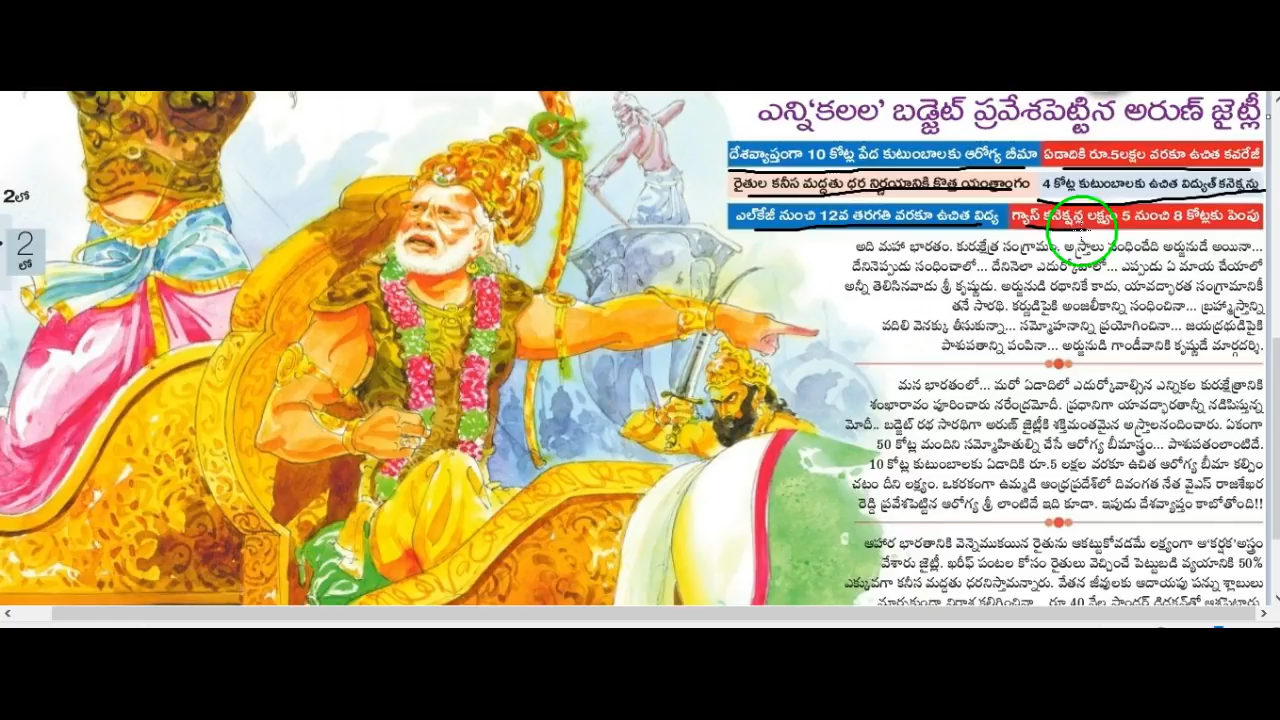 ఎన్ని‘కలల’ బడ్జెట్ ప్రవేశపెట్టిన అరుణ్ జైట్లీ
దేశవ్యాప్తంగా 10 కోట్ల పేద కుటుంబాలకు ఆరోగ్య బీమా ఏడాదికి రూ.5లక్షల వరకూ ఉచిత కవరేజీ
రైతుల కనీస మద్దతు ధర నిర్ణయానికి కొత్త యంత్రాంగం 4 కోట్ల కుటుంబాలకు ఉచిత విద్యుత్ కనెక్షన్లు
ఎల్‌కేజీ నుంచి 12వ తరగతి వరకూ ఉచిత విద్య గ్యాస్ కనెక్షన్ల లక్ష్యం 5 నుంచి 8 కోట్లకు పెంపు
2లో
2
లో
అది మహా భారతం. కురుక్షేత్ర సంగ్రామం. అస్త్రాలు సంధించేది అర్జునుడే అయినా...
దేనినెప్పుడు సంధించాలో... దేనినెలా ఎదుర్కోవాలో... ఎప్పుడు ఏ మాయ చేయాలో
అన్నీ తెలిసినవాడు శ్రీ కృష్ణుడు. అర్జునుడి రథానికే కాదు, యావద్భారత సంగ్రామానికీ
తనే సారథి. కర్ణుడిపైకి అంజలీకాన్ని సంధించినా... బ్రహ్మాస్త్రాన్ని
వదిలి వెనక్కు తీసుకున్నా... సమ్మోహనాన్ని ప్రయోగించినా... జయద్రథుడిపైకి
పాశుపతాన్ని పంపినా... అర్జునుడి గాండీవానికి కృష్ణుడే మార్గదర్శి.
మన భారతంలో... మరో ఏడాదిలో ఎదుర్కోవాల్సిన ఎన్నికల కురుక్షేత్రానికి
శంఖారావం పూరించారు నరేంద్రమోదీ. ప్రధానిగా యావద్భారతాన్నీ నడిపిస్తున్న
మోదీ.. బడ్జెట్ రథ సారథిగా అరుణ్ జైట్లీకి శక్తిమంతమైన అస్త్రాలనందించారు. ఏకంగా
50 కోట్ల మందిని సమ్మోహితుల్ని చేసే ఆరోగ్య బీమాస్త్రం... పాశుపతంలాంటిదే.
10 కోట్ల కుటుంబాలకు ఏడాదికి రూ.5 లక్షల వరకూ ఉచిత ఆరోగ్య బీమా కల్పిం
చటం దీని లక్ష్యం. ఒకరకంగా ఉమ్మడి ఆంధ్రప్రదేశ్‌లో దివంగత నేత వైఎస్ రాజశేఖర
రెడ్డి ప్రవేశపెట్టిన ఆరోగ్య శ్రీ లాంటిదే ఇది కూడా. ఇపుడు దేశవ్యాప్తం కాబోతోంది!!
ఆహార భారతానికి వెన్నెముకయిన రైతును ఆకట్టుకోవడమే లక్ష్యంగా ఆ‘కర్షక’అస్త్రం
వేశారు జైట్లీ. ఖరీఫ్ పంటల కోసం రైతులు వెచ్చించే పెట్టుబడి వ్యయానికి 50%
ఎక్కువగా కనీస మద్దతు ధరనిస్తామన్నారు. వేతన జీవులకు ఆదాయపు పన్ను శ్లాబులు